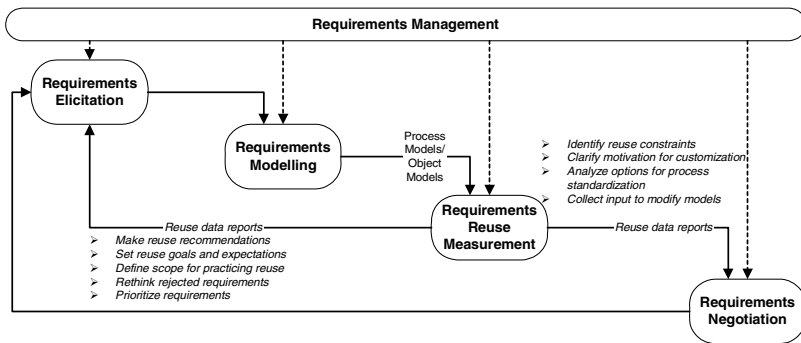 Requirements Management
Requirements
Elicitation
Requirements
Modelling
Process
Models/
Object
Models
➢ Identify reuse constraints
➢ Clarify motivation for customization
➢ Analyze options for process
standardization
➢ Collect input to modify models
Requirements
Reuse
Measurement
Reuse data reports
➢ Make reuse recommendations
➢ Set reuse goals and expectations
➢ Define scope for practicing reuse
➢ Rethink rejected requirements
➢ Prioritize requirements
Reuse data reports
Requirements
Negotiation